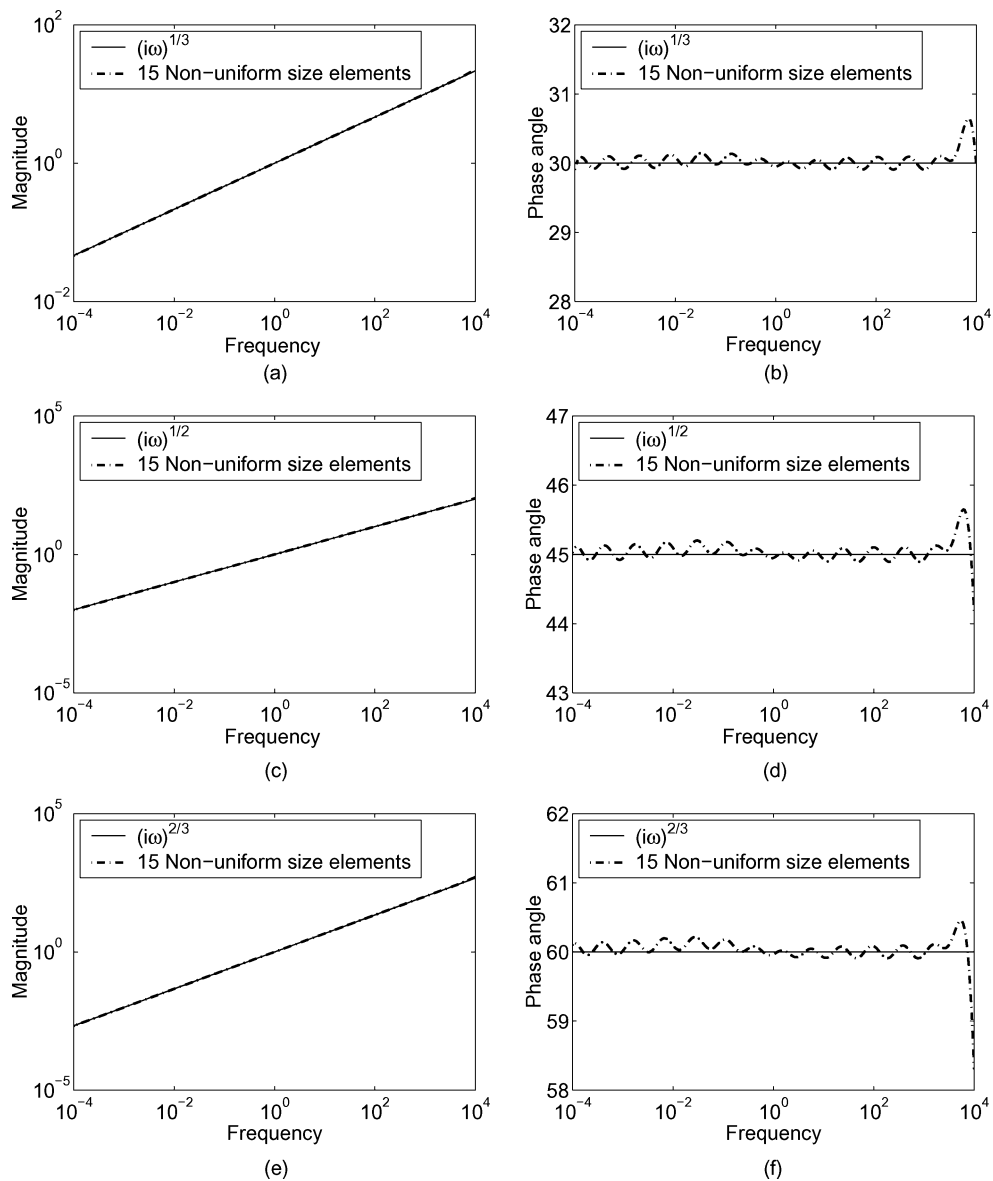 10^2
10^0
10^−2
Magnitude
(iω)^1/3
15 Non−uniform size elements
10^−4 10^−2 10^0 10^2 10^4
Frequency
(a)
32
31
30
29
28
Phase angle
(iω)^1/3
15 Non−uniform size elements
10^−4 10^−2 10^0 10^2 10^4
Frequency
(b)
10^5
10^0
10^−5
Magnitude
(iω)^1/2
15 Non−uniform size elements
10^−4 10^−2 10^0 10^2 10^4
Frequency
(c)
47
46
45
44
43
Phase angle
(iω)^1/2
15 Non−uniform size elements
10^−4 10^−2 10^0 10^2 10^4
Frequency
(d)
10^5
10^0
10^−5
Magnitude
(iω)^2/3
15 Non−uniform size elements
10^−4 10^−2 10^0 10^2 10^4
Frequency
(e)
62
61
60
59
58
Phase angle
(iω)^2/3
15 Non−uniform size elements
10^−4 10^−2 10^0 10^2 10^4
Frequency
(f)